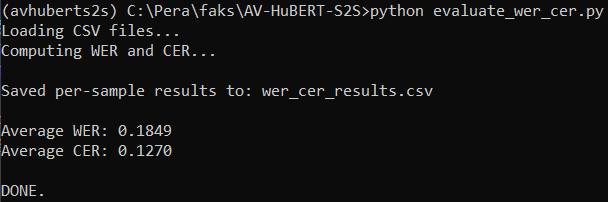 (avhuberts2s) C:\Pera\faks\AV-HuBERT-S2S>python evaluate_wer_cer.py
Loading CSV files...
Computing WER and CER...
Saved per-sample results to: wer_cer_results.csv
Average WER: 0.1849
Average CER: 0.1270
DONE.